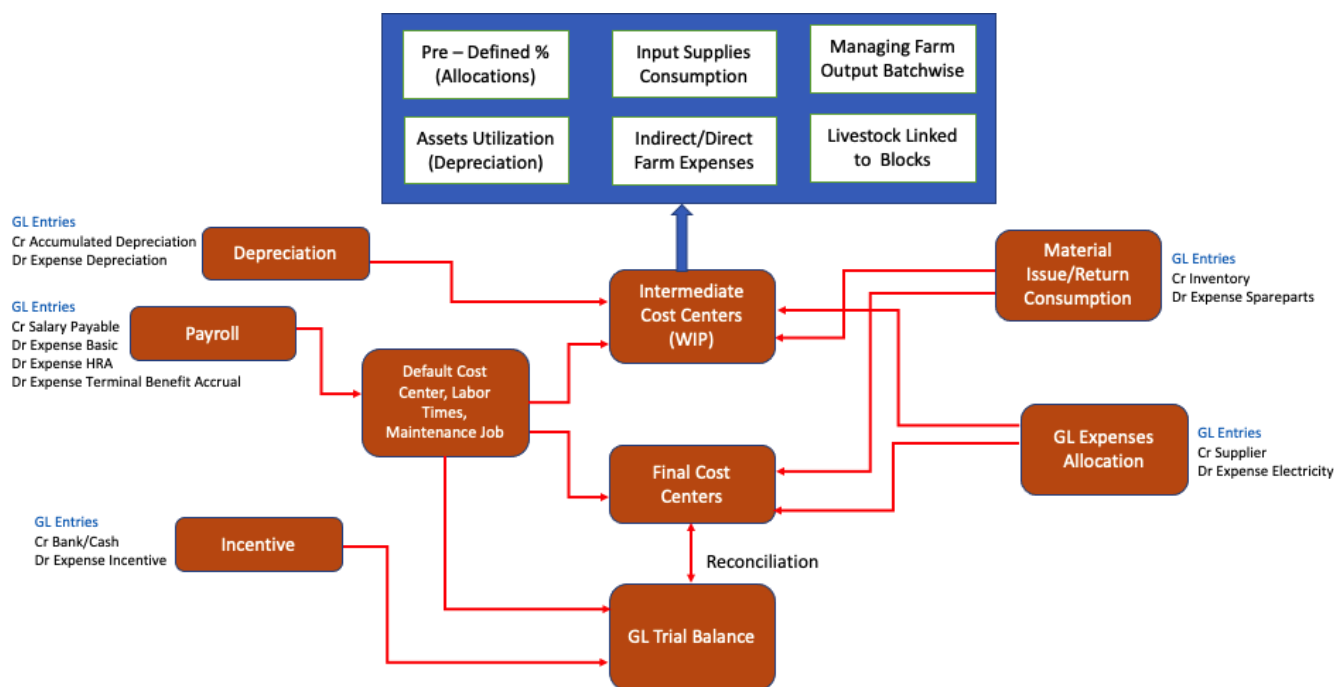 Pre – Defined %
(Allocations)
Input Supplies
Consumption
Managing Farm
Output Batchwise
Assets Utilization
(Depreciation)
Indirect/Direct
Farm Expenses
Livestock Linked
to Blocks
GL Entries
Cr Accumulated Depreciation
Dr Expense Depreciation
Depreciation
Intermediate
Cost Centers
(WIP)
Material
Issue/Return
Consumption
GL Entries
Cr Inventory
Dr Expense Spareparts
GL Entries
Cr Salary Payable
Dr Expense Basic
Dr Expense HRA
Dr Expense Terminal Benefit Accrual
Payroll
Default Cost
Center, Labor
Times,
Maintenance Job
GL Expenses
Allocation
GL Entries
Cr Supplier
Dr Expense Electricity
Final Cost
Centers
GL Entries
Cr Bank/Cash
Dr Expense Incentive
Incentive
Reconciliation
GL Trial Balance